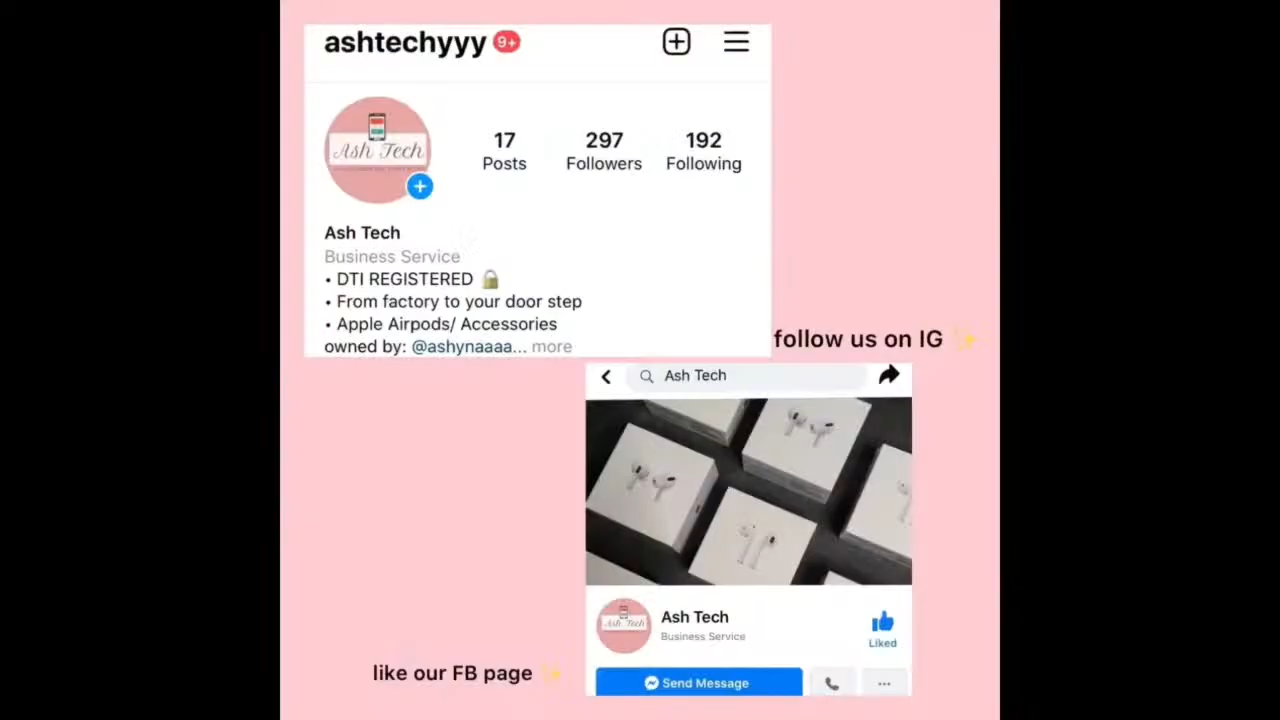 ashtechyyy 9+
Ash Tech
17 297 192
Posts Followers Following
Ash Tech
Business Service
• DTI REGISTERED 🔒
• From factory to your door step
• Apple Airpods/ Accessories
owned by: @ashynaaaa... more
follow us on IG ✨
Ash Tech
Ash Tech
Ash Tech
Business Service
Liked
like our FB page ✨
Send Message